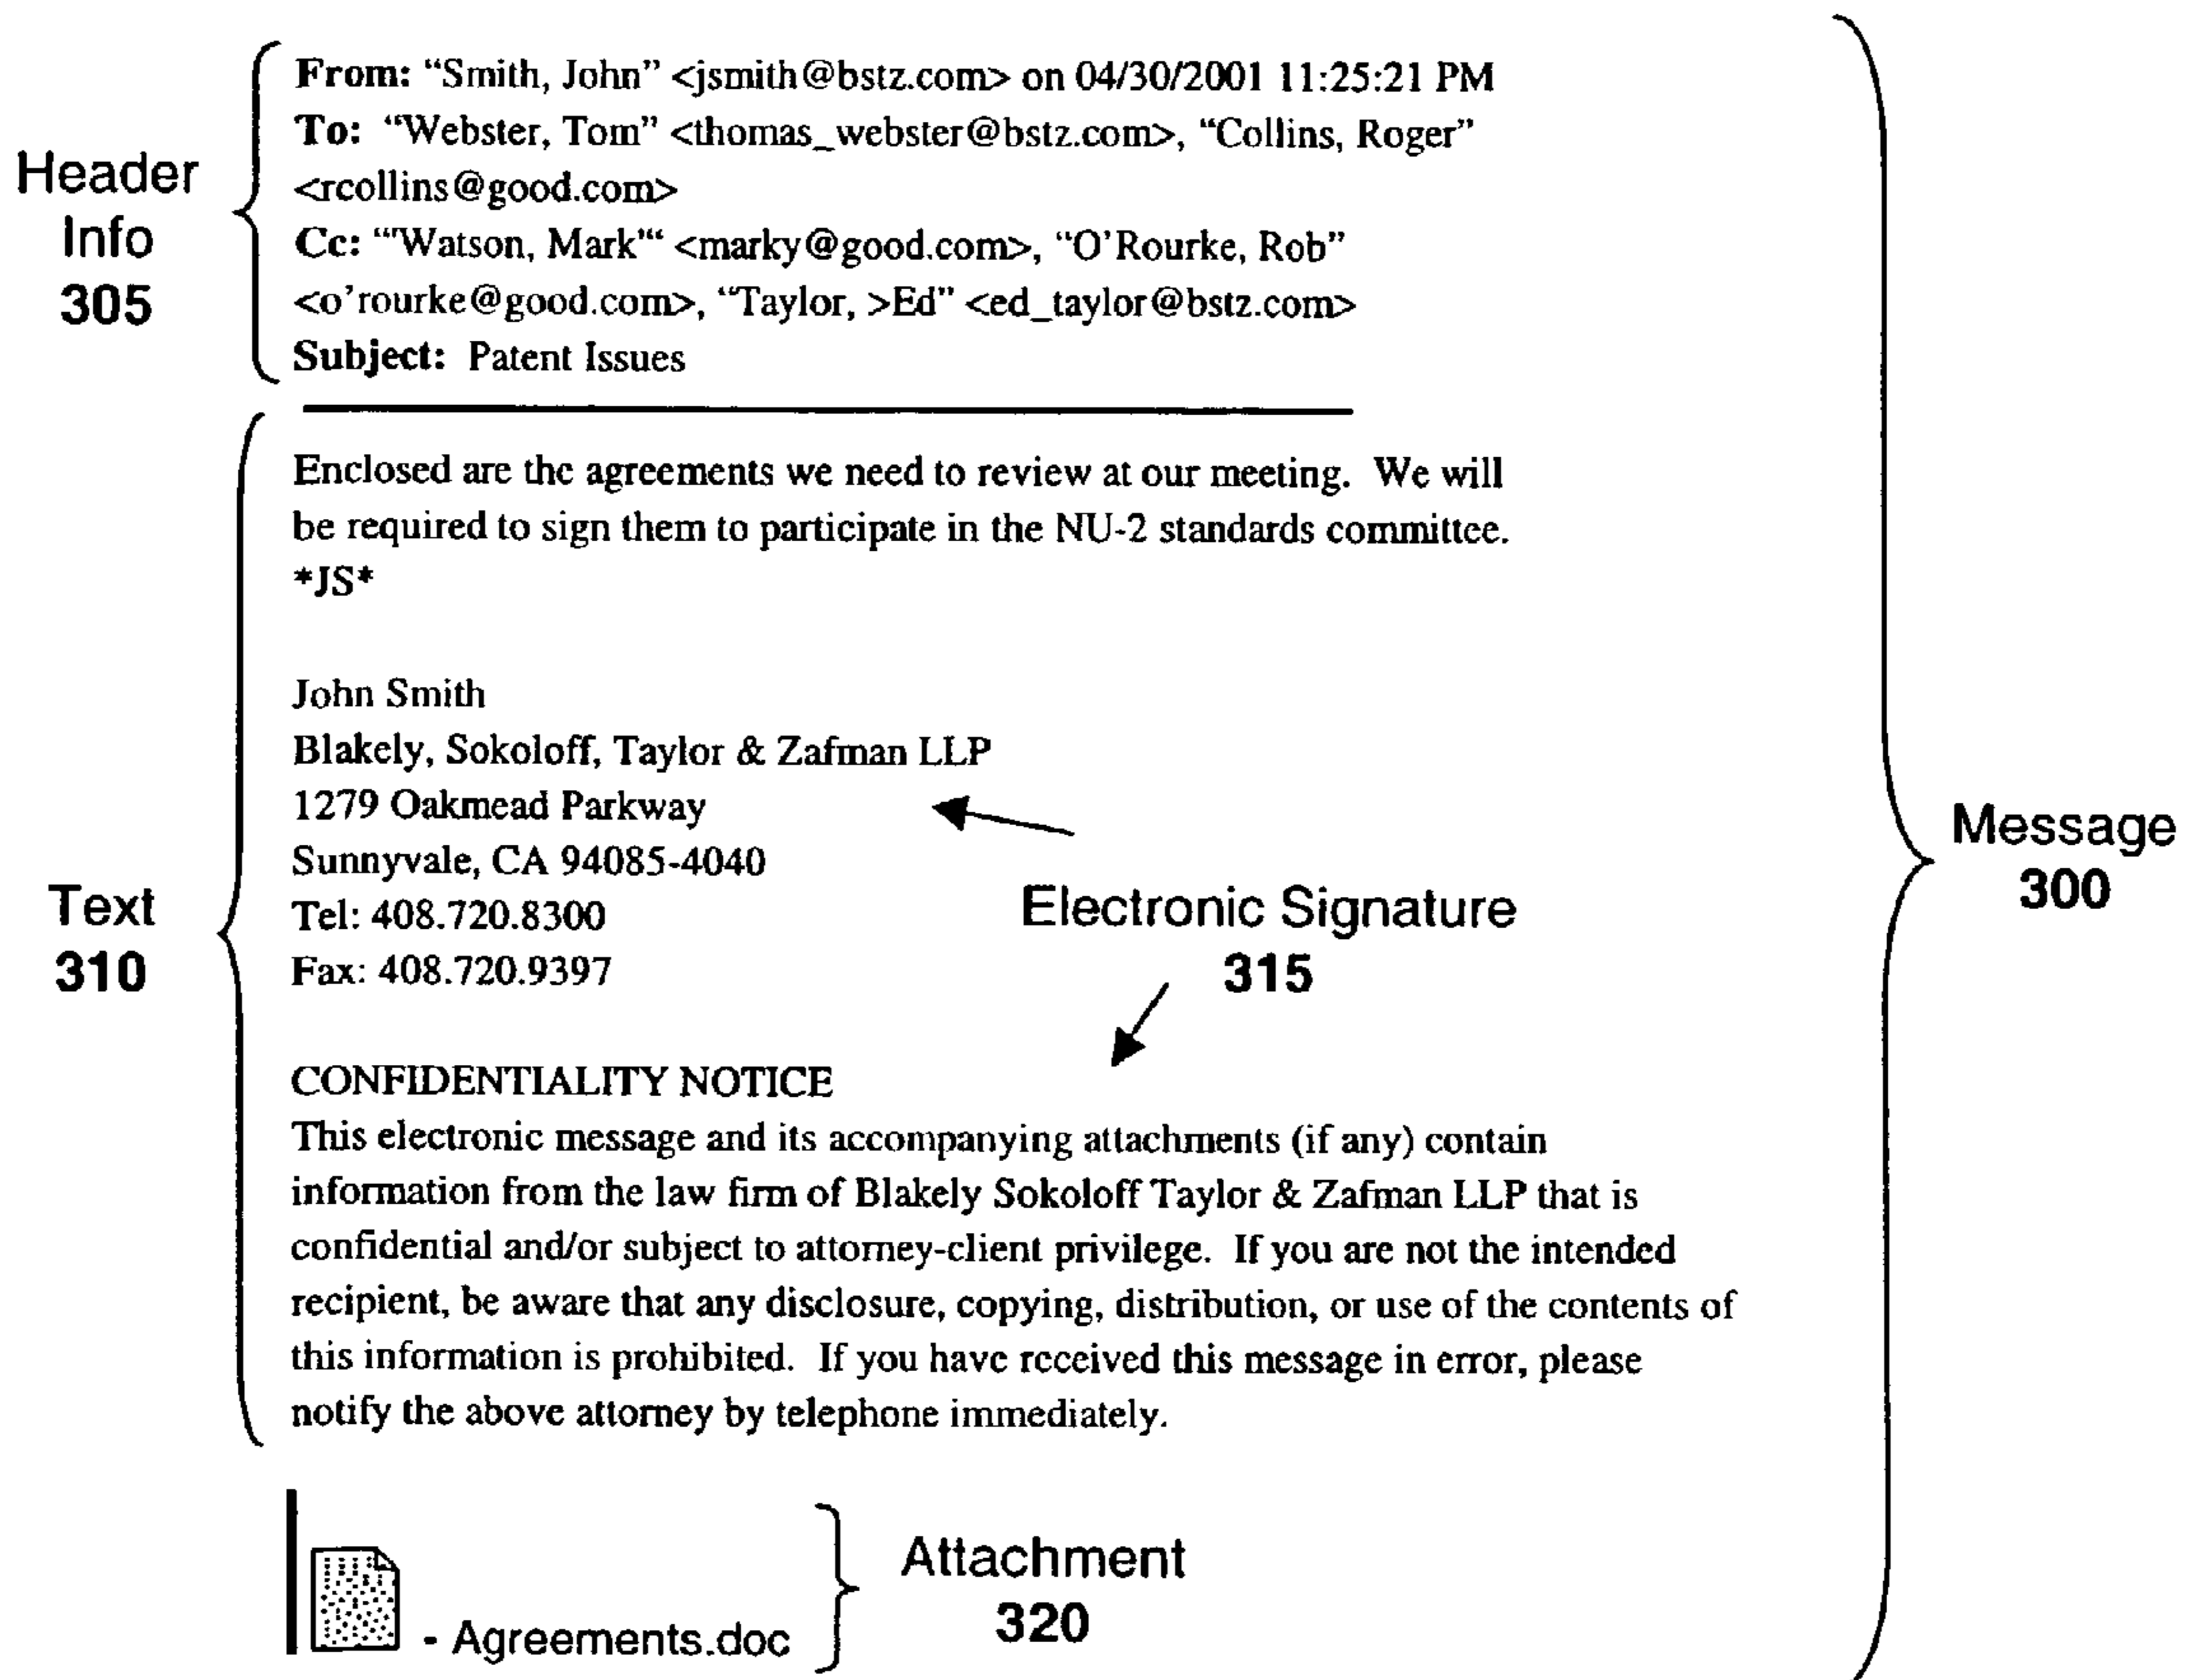 From: “Smith, John” <jsmith@bstz.com> on 04/30/2001 11:25:21 PM
To: “Webster, Tom” <thomas_webster@bstz.com>, “Collins, Roger”
<rcollins@good.com>
Cc: “'Watson, Mark'“ <marky@good.com>, “O'Rourke, Rob”
<o'rourke@good.com>, “Taylor, >Ed” <ed_taylor@bstz.com>
Subject: Patent Issues
Header
Info
305
Enclosed are the agreements we need to review at our meeting. We will
be required to sign them to participate in the NU-2 standards committee.
*JS*
John Smith
Blakely, Sokoloff, Taylor & Zafman LLP
1279 Oakmead Parkway
Sunnyvale, CA 94085-4040
Tel: 408.720.8300
Fax: 408.720.9397
Text
310
Electronic Signature
315
Message
300
CONFIDENTIALITY NOTICE
This electronic message and its accompanying attachments (if any) contain
information from the law firm of Blakely Sokoloff Taylor & Zafman LLP that is
confidential and/or subject to attorney-client privilege. If you are not the intended
recipient, be aware that any disclosure, copying, distribution, or use of the contents of
this information is prohibited. If you have received this message in error, please
notify the above attorney by telephone immediately.
- Agreements.doc
Attachment
320